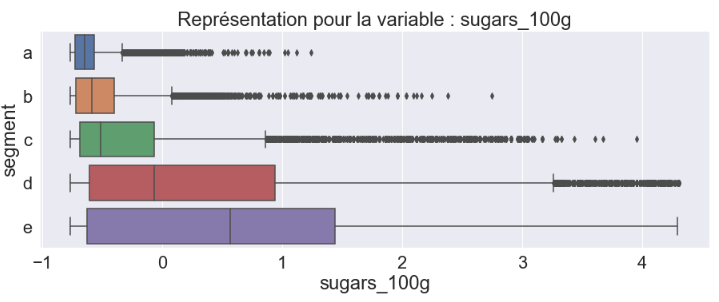 Représentation pour la variable : sugars_100g
segment
a
b
c
d
e
−1
0
1
2
3
4
sugars_100g